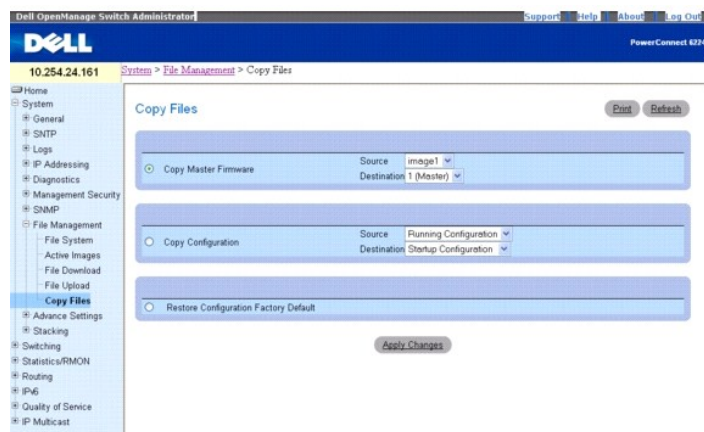 Dell OpenManage Switch Administrator
Support Help About Log Out
DELL
PowerConnect 6224
10.254.24.161
System > File Management > Copy Files
Home
System
General
SNTP
Logs
IP Addressing
Diagnostics
Management Security
SNMP
File Management
File System
Active Images
File Download
File Upload
Copy Files
Advance Settings
Stacking
Switching
Statistics/RMON
Routing
IPv6
Quality of Service
IP Multicast
Copy Files
Print Refresh
Copy Master Firmware
Source image1
Destination 1 (Master)
Copy Configuration
Source Running Configuration
Destination Startup Configuration
Restore Configuration Factory Default
Apply Changes